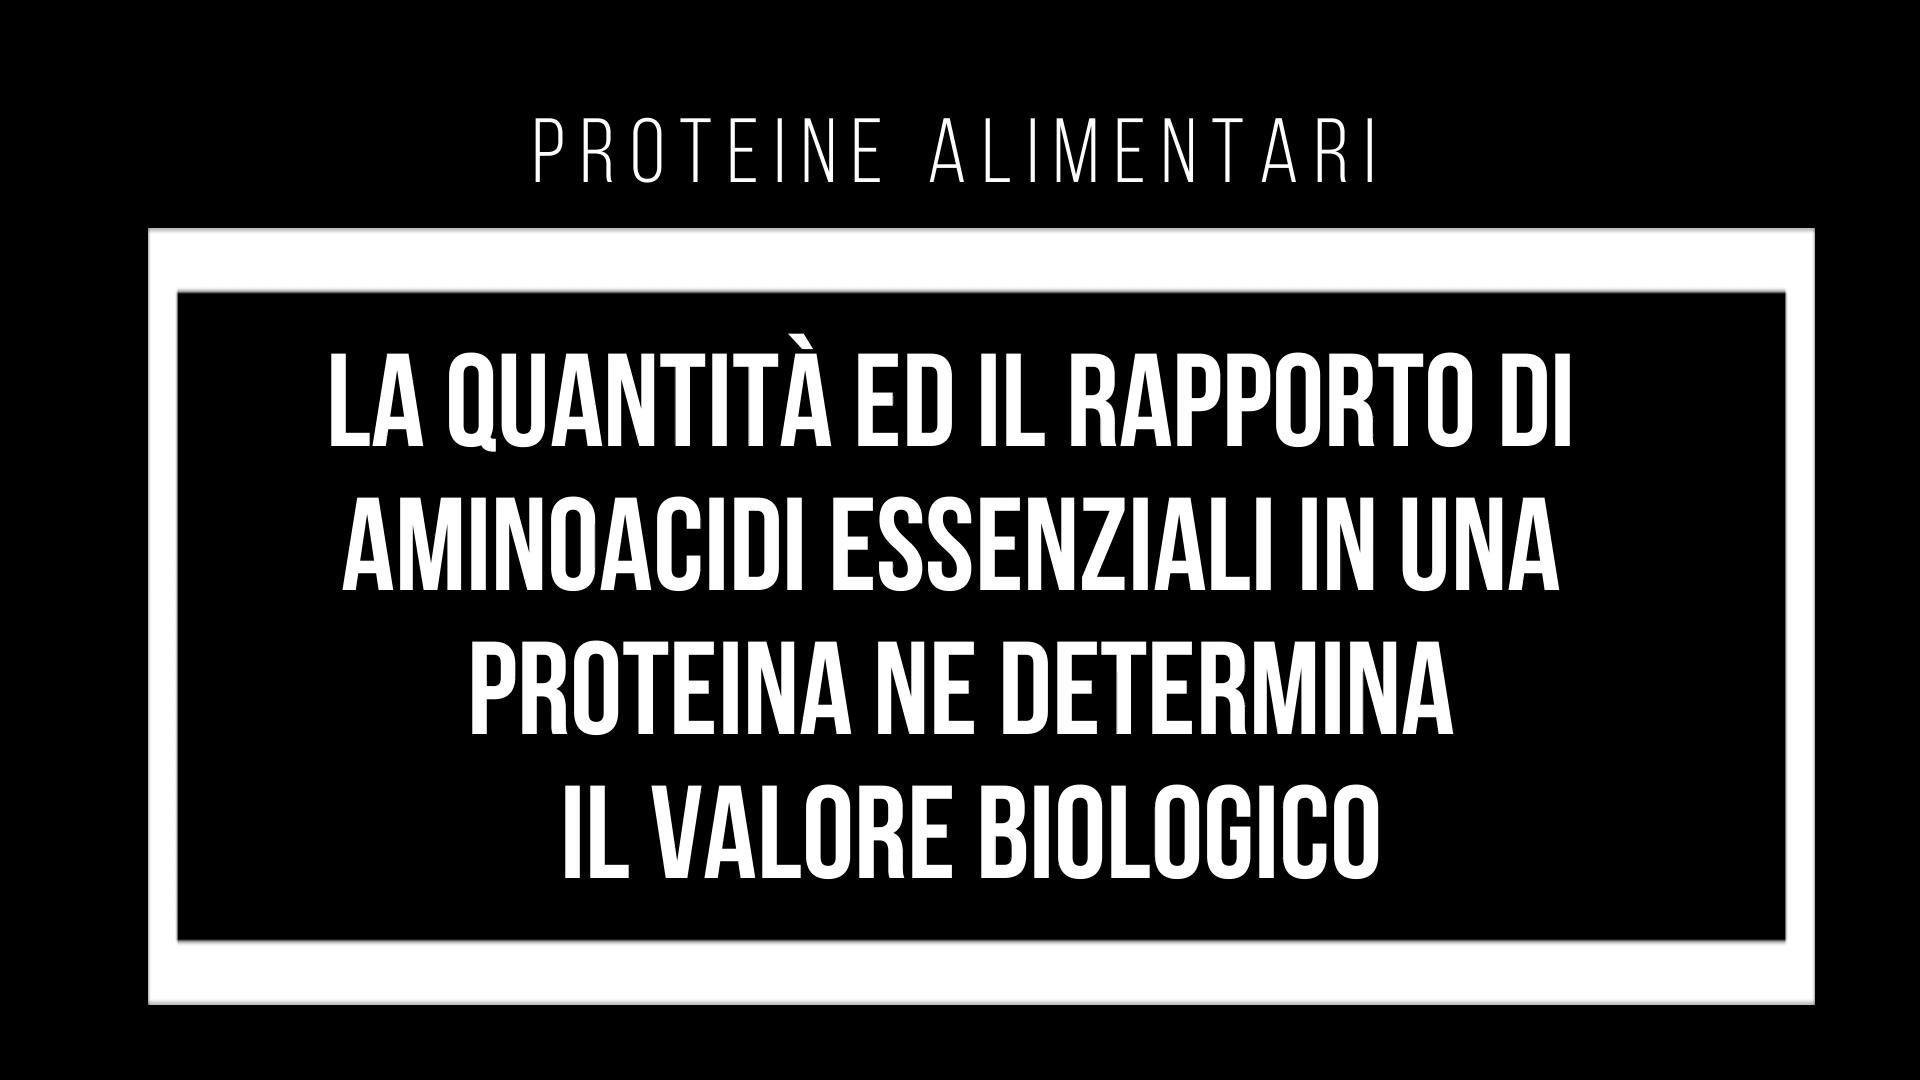 PROTEINE ALIMENTARI
LA QUANTITÀ ED IL RAPPORTO DI
AMINOACIDI ESSENZIALI IN UNA
PROTEINA NE DETERMINA
IL VALORE BIOLOGICO